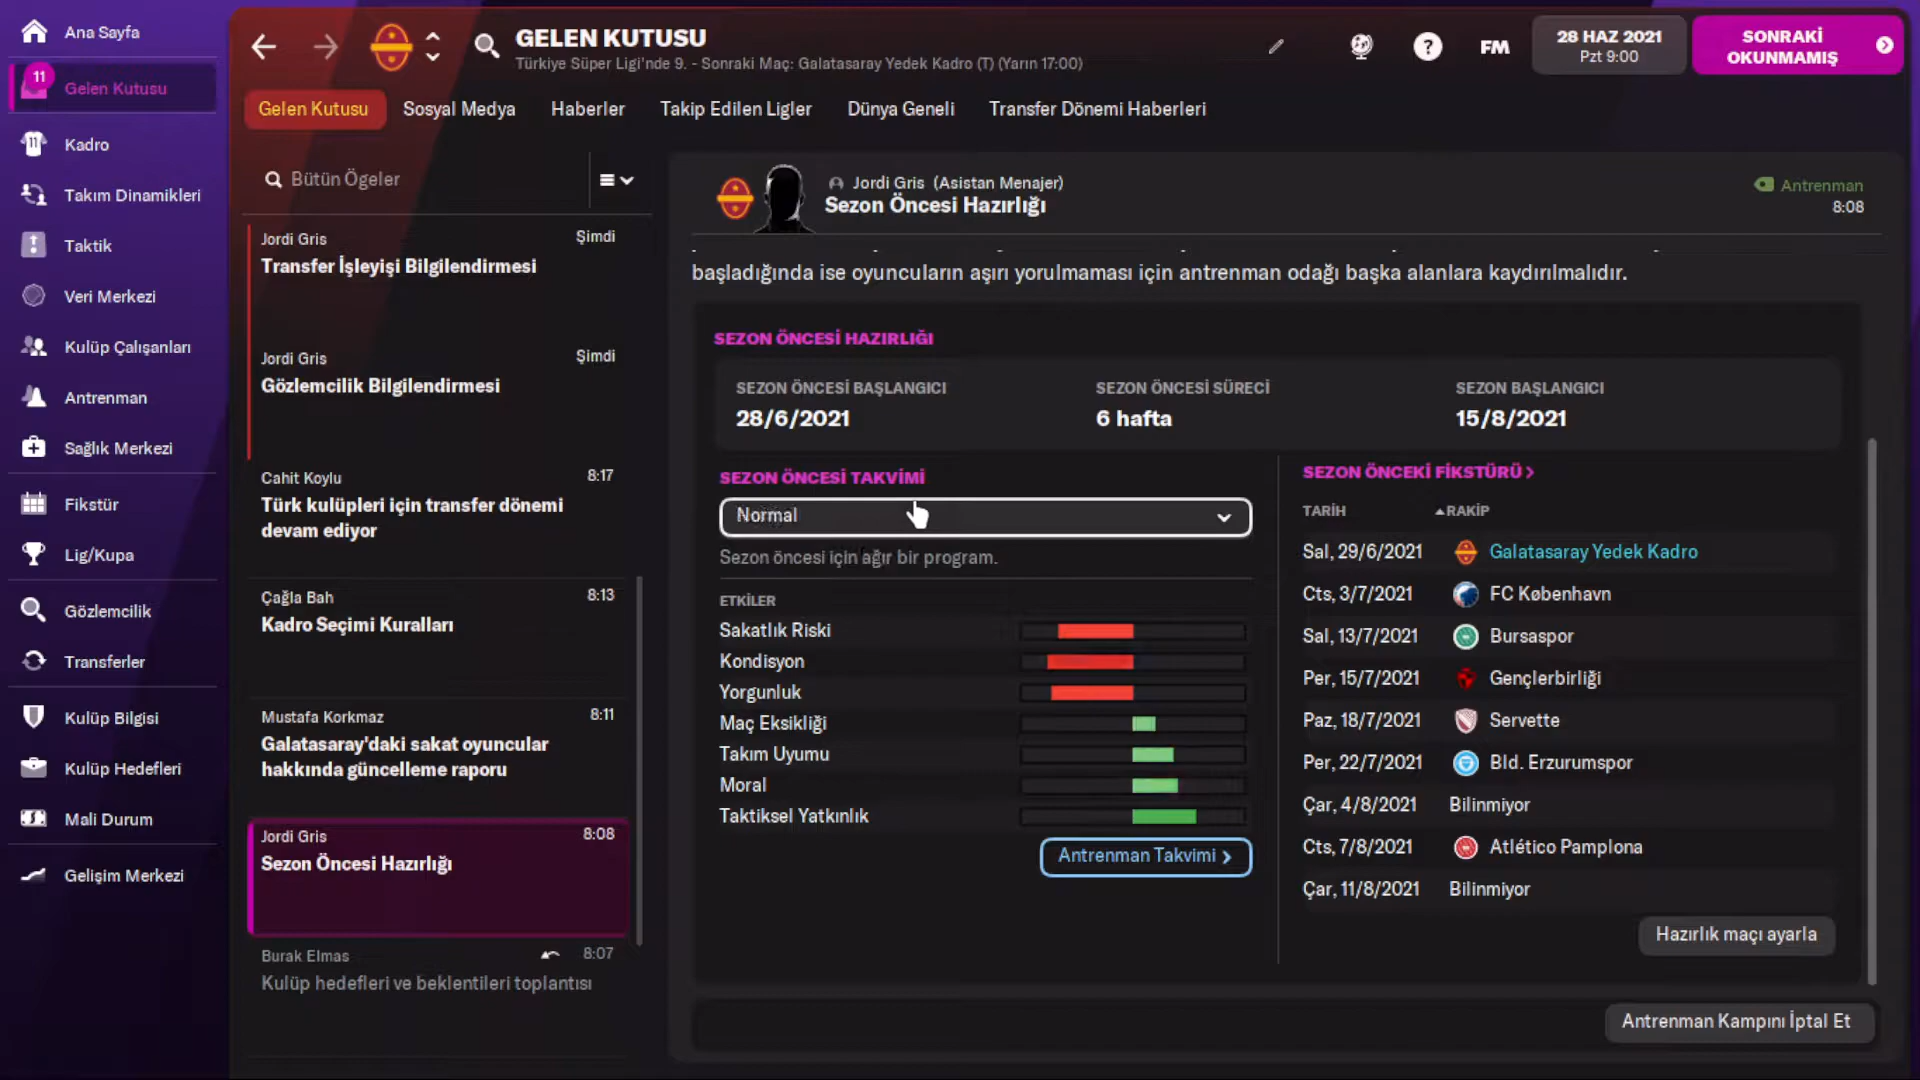 Ana Sayfa
11
Gelen Kutusu
Kadro
Takım Dinamikleri
Taktik
Veri Merkezi
Kulüp Çalışanları
Antrenman
Sağlık Merkezi
Fikstür
Lig/Kupa
Gözlemcilik
Transferler
Kulüp Bilgisi
Kulüp Hedefleri
Mali Durum
Gelişim Merkezi
GELEN KUTUSU
Türkiye Süper Ligi'nde 9. - Sonraki Maç: Galatasaray Yedek Kadro (T) (Yarın 17:00)
?
FM
28 HAZ 2021
Pzt 9:00
SONRAKİ
OKUNMAMIŞ
Gelen Kutusu Sosyal Medya Haberler Takip Edilen Ligler Dünya Geneli Transfer Dönemi Haberleri
Bütün Ögeler
Jordi Gris Şimdi
Transfer İşleyişi Bilgilendirmesi
Jordi Gris Şimdi
Gözlemcilik Bilgilendirmesi
Cahit Koylu 8:17
Türk kulüpleri için transfer dönemi
devam ediyor
Çağla Bah 8:13
Kadro Seçimi Kuralları
Mustafa Korkmaz 8:11
Galatasaray'daki sakat oyuncular
hakkında güncelleme raporu
Jordi Gris 8:08
Sezon Öncesi Hazırlığı
Burak Elmas 8:07
Kulüp hedefleri ve beklentileri toplantısı
Jordi Gris (Asistan Menajer)
Sezon Öncesi Hazırlığı
Antrenman
8:08
başladığında ise oyuncuların aşırı yorulmaması için antrenman odağı başka alanlara kaydırılmalıdır.
SEZON ÖNCESİ HAZIRLIĞI
SEZON ÖNCESİ BAŞLANGICI SEZON ÖNCESİ SÜRECİ SEZON BAŞLANGICI
28/6/2021 6 hafta 15/8/2021
SEZON ÖNCESİ TAKVİMİ
Normal
Sezon öncesi için ağır bir program.
ETKİLER
Sakatlık Riski
Kondisyon
Yorgunluk
Maç Eksikliği
Takım Uyumu
Moral
Taktiksel Yatkınlık
Antrenman Takvimi
SEZON ÖNCEKİ FİKSTÜRÜ
TARİH RAKİP
Sal, 29/6/2021 Galatasaray Yedek Kadro
Cts, 3/7/2021 FC København
Sal, 13/7/2021 Bursaspor
Per, 15/7/2021 Gençlerbirliği
Paz, 18/7/2021 Servette
Per, 22/7/2021 Bld. Erzurumspor
Çar, 4/8/2021 Bilinmiyor
Cts, 7/8/2021 Atlético Pamplona
Çar, 11/8/2021 Bilinmiyor
Hazırlık maçı ayarla
Antrenman Kampını İptal Et